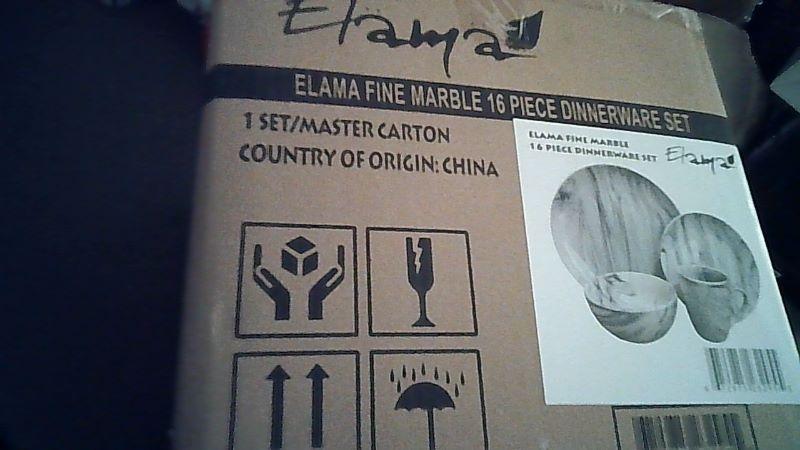 Elama
ELAMA FINE MARBLE 16 PIECE DINNERWARE SET
1 SET/MASTER CARTON
COUNTRY OF ORIGIN: CHINA
ELAMA FINE MARBLE
16 PIECE DINNERWARE SET
Elama